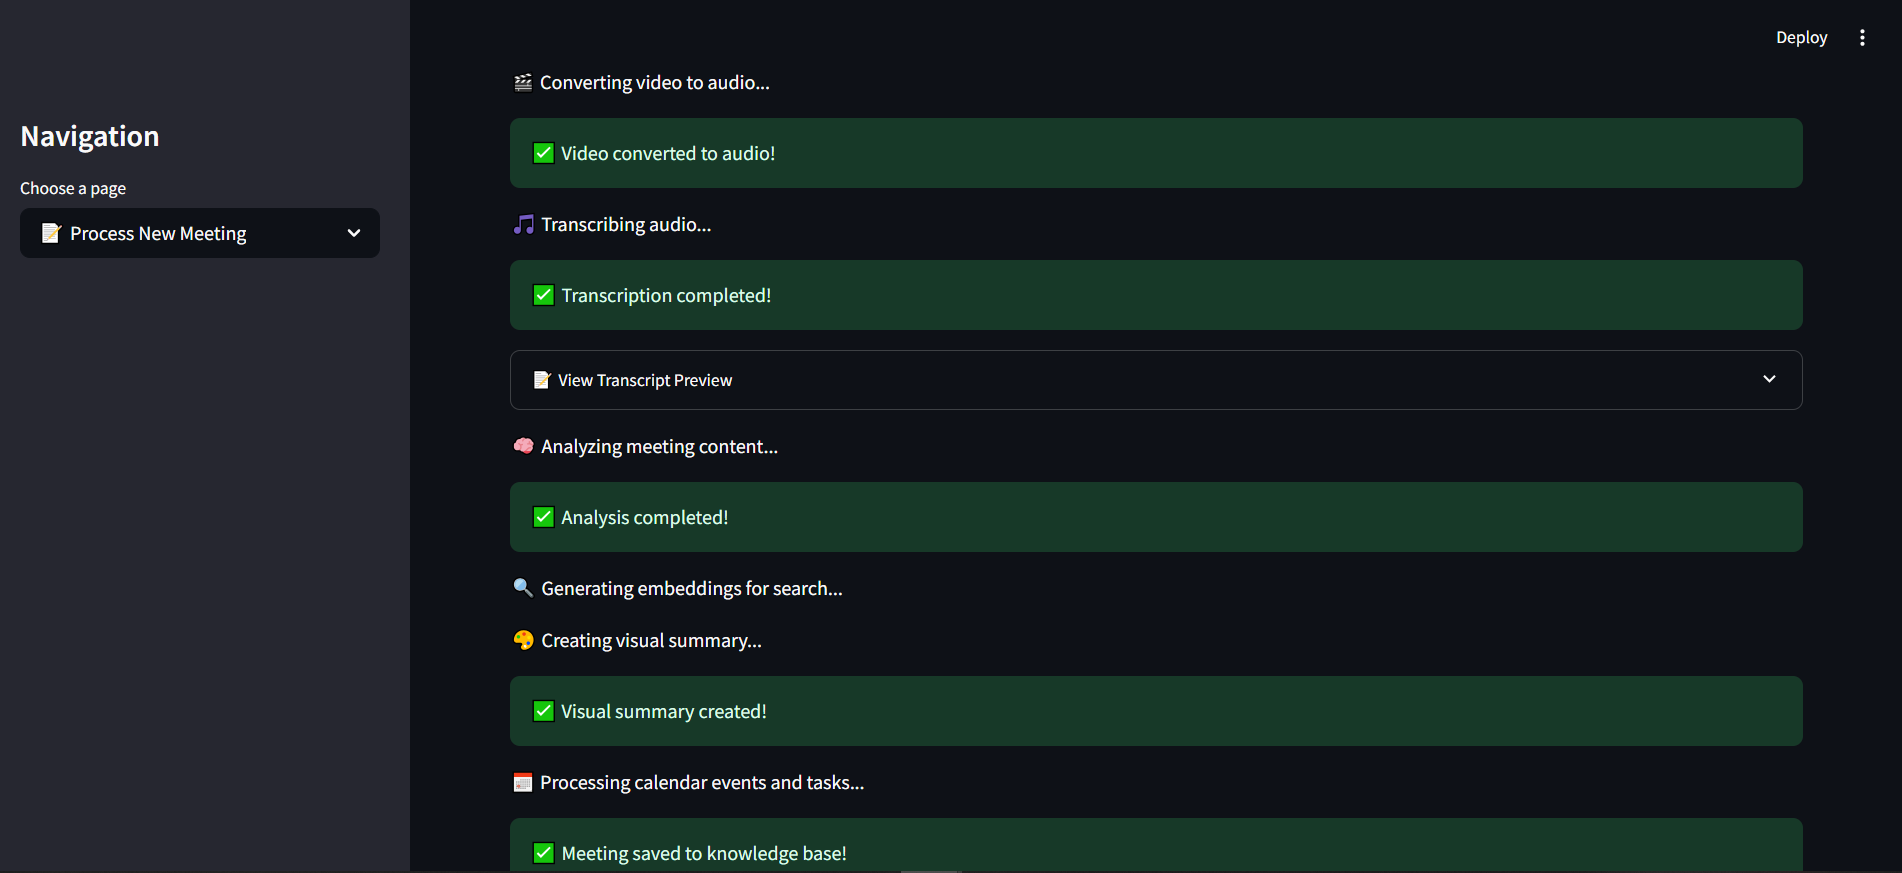 Deploy
Navigation
Choose a page
📝 Process New Meeting
🎬 Converting video to audio...
✅ Video converted to audio!
🎵 Transcribing audio...
✅ Transcription completed!
📝 View Transcript Preview
🧠 Analyzing meeting content...
✅ Analysis completed!
🔍 Generating embeddings for search...
🎨 Creating visual summary...
✅ Visual summary created!
📅 Processing calendar events and tasks...
✅ Meeting saved to knowledge base!